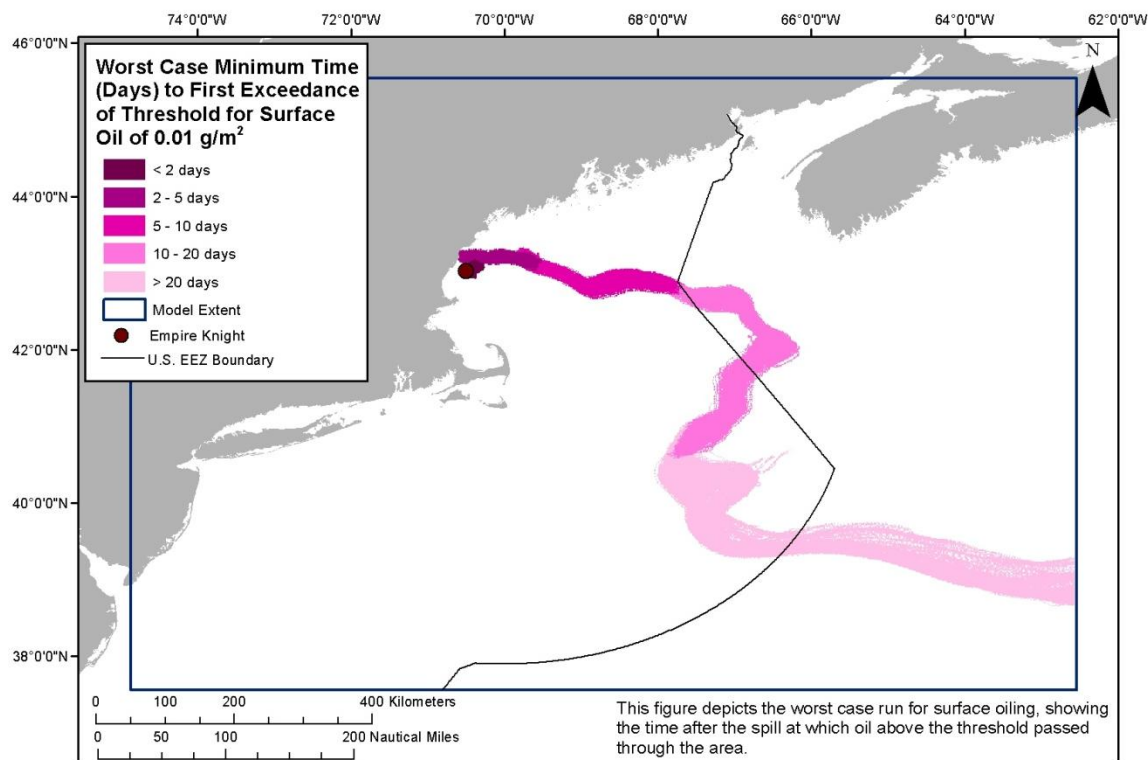 74°0'0"W
72°0'0"W
70°0'0"W
68°0'0"W
66°0'0"W
64°0'0"W
62°0'0"W
46°0'0"N
44°0'0"N
42°0'0"N
40°0'0"N
38°0'0"N
N
Worst Case Minimum Time
(Days) to First Exceedance
of Threshold for Surface
Oil of 0.01 g/m²
< 2 days
2 - 5 days
5 - 10 days
10 - 20 days
> 20 days
Model Extent
Empire Knight
U.S. EEZ Boundary
0 100 200 400 Kilometers
0 50 100 200 Nautical Miles
This figure depicts the worst case run for surface oiling, showing
the time after the spill at which oil above the threshold passed
through the area.